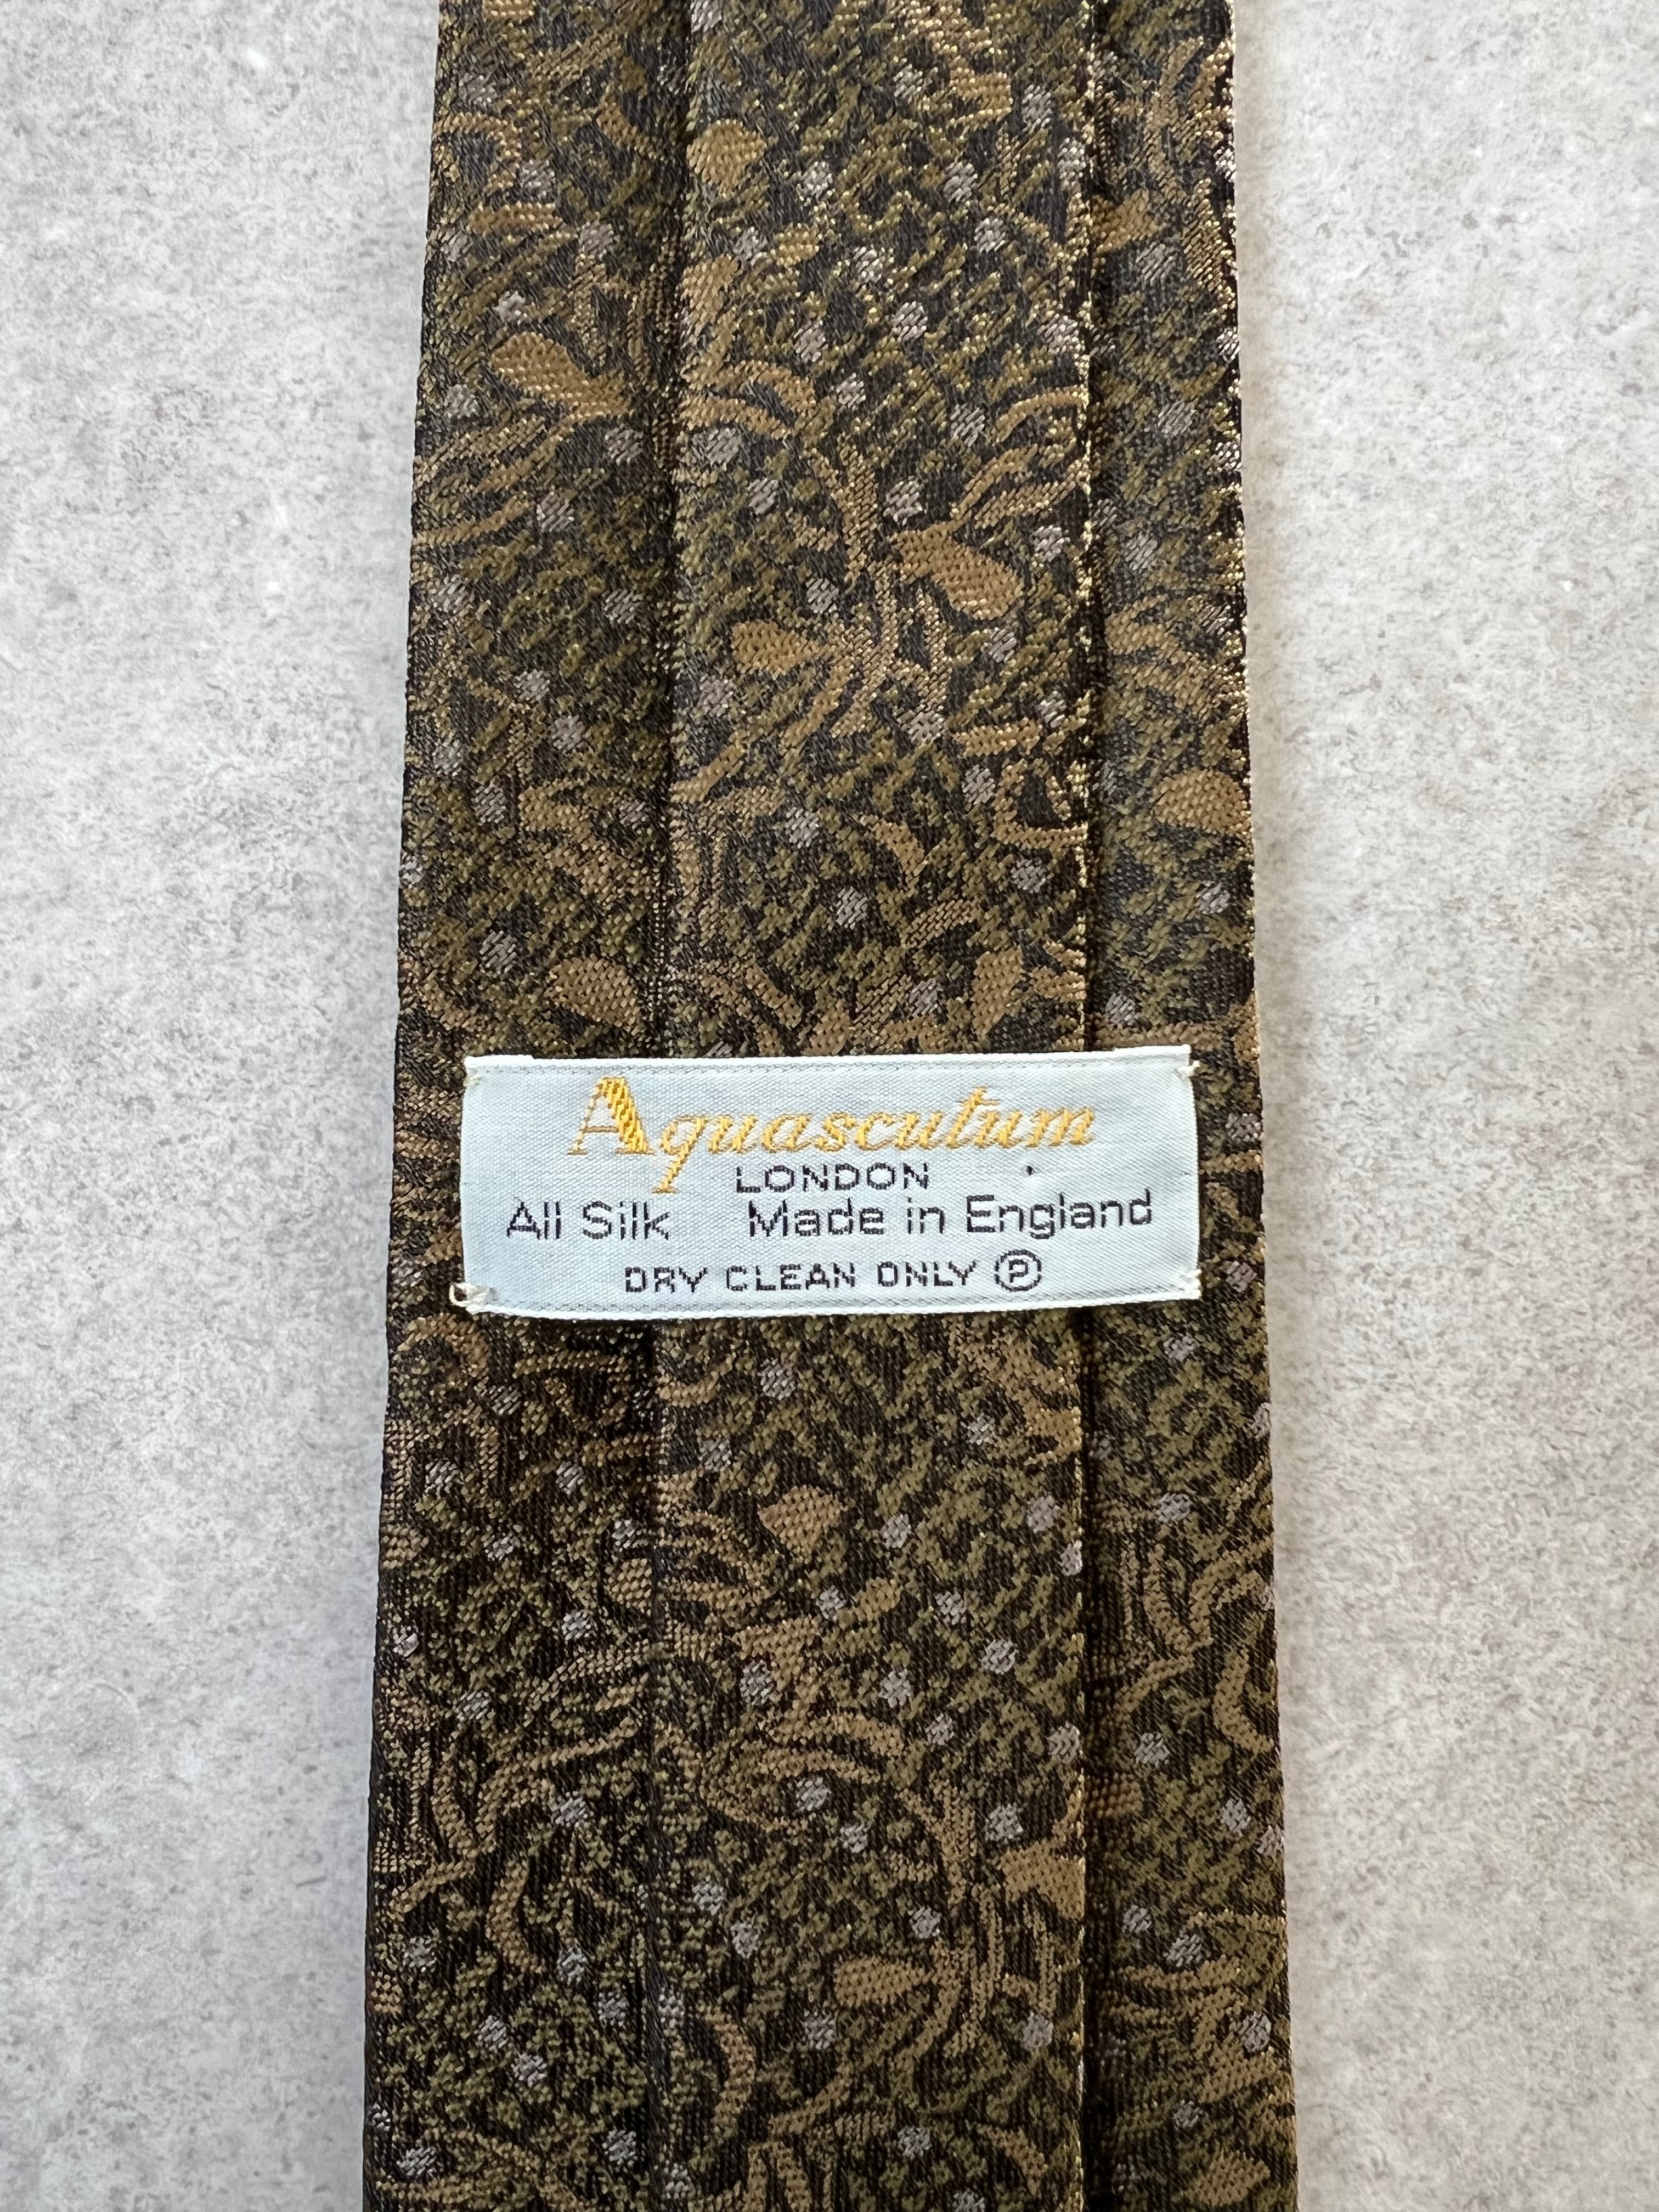 Aquascutum
LONDON
All Silk Made in England
DRY CLEAN ONLY Ⓟ